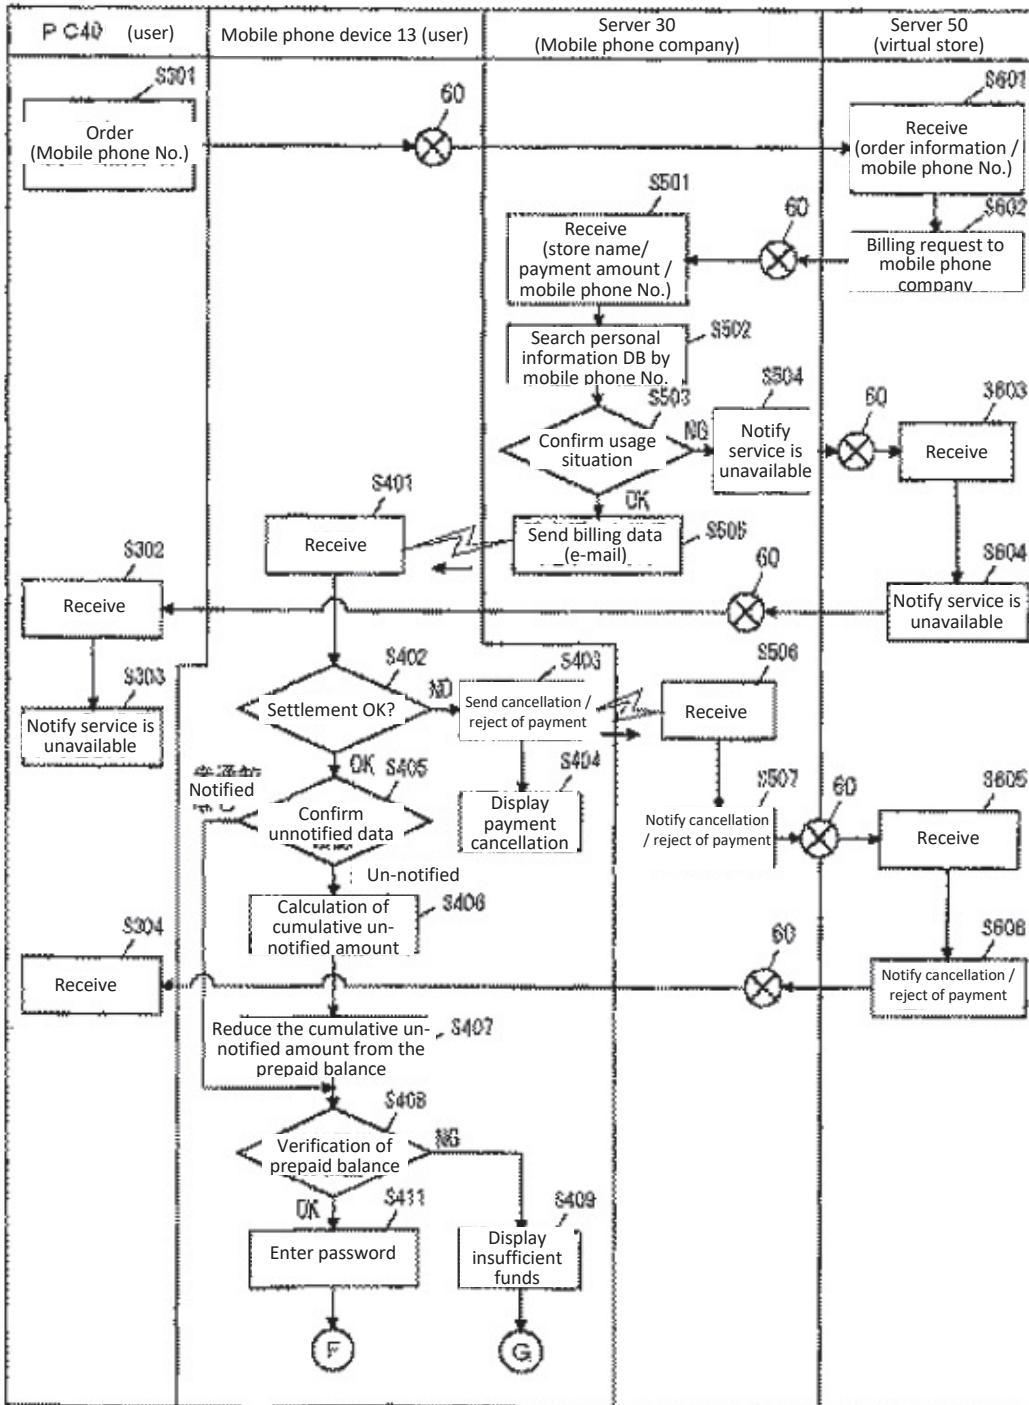 P C40 (user)
Mobile phone device 13 (user)
Server 30
(Mobile phone company)
Server 50
(virtual store)
S301
Order
(Mobile phone No.)
60
S601
Receive
(order information /
mobile phone No.)
S501
Receive
(store name/
payment amount /
mobile phone No.)
60
S602
Billing request to
mobile phone
company
S502
Search personal
information DB by
mobile phone No.
S503
Confirm usage
situation
NG
OK
S504
Notify
service is
unavailable
60
S603
Receive
S401
Receive
Send billing data
(e-mail)
S505
S302
Receive
60
S604
Notify service is
unavailable
S303
Notify service is
unavailable
S402
Settlement OK?
NO
OK
S403
Send cancellation /
reject of payment
S506
Receive
S404
Display
payment
cancellation
S507
Notify cancellation
/ reject of payment
60
S605
Receive
Notified
S405
Confirm
unnotified data
Un-notified
Calculation of
cumulative un-
notified amount
S406
S304
Receive
60
S606
Notify cancellation /
reject of payment
Reduce the cumulative un-
notified amount from the
prepaid balance
S407
S408
Verification of
prepaid balance
NG
OK
S411
Enter password
S409
Display
insufficient
funds
F
G